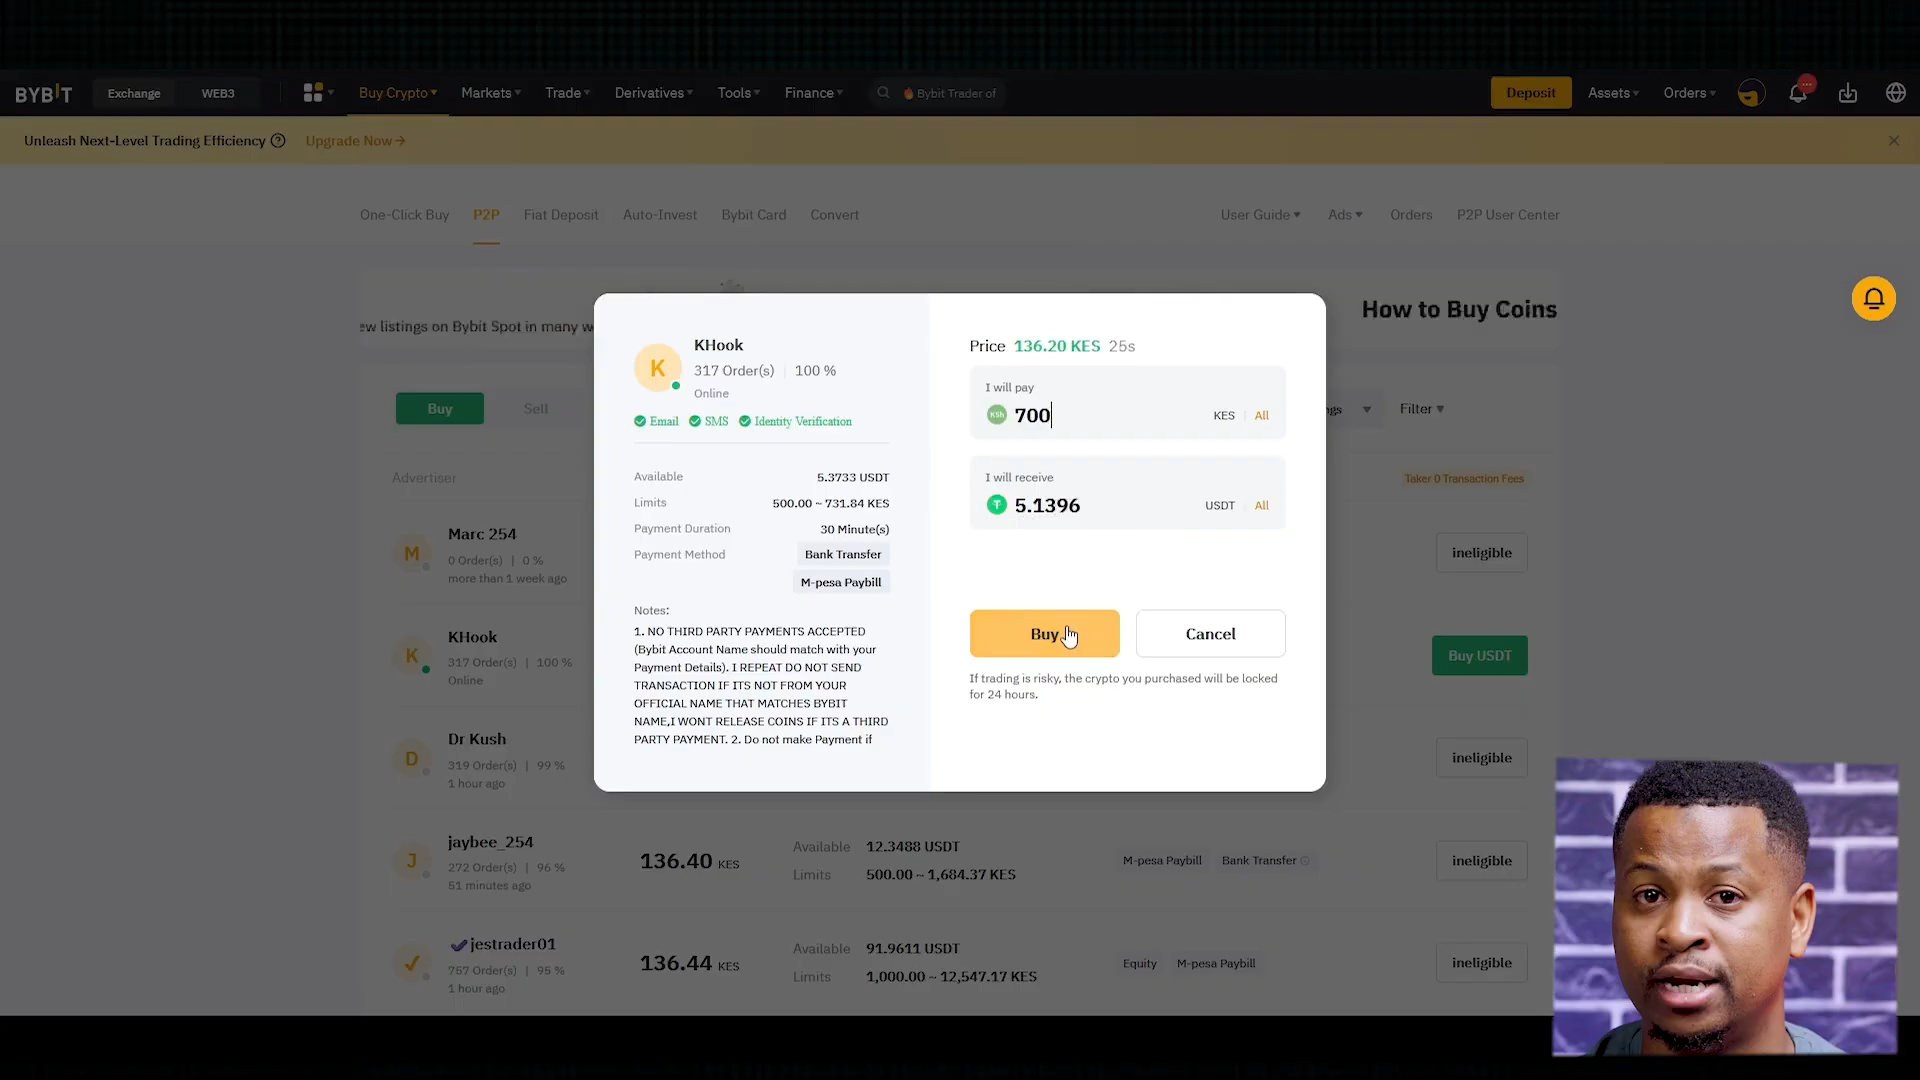 BYBIT Exchange WEB3 Buy Crypto Markets Trade Derivatives Tools Finance Bybit Trader of Deposit Assets Orders
Unleash Next-Level Trading Efficiency Upgrade Now →
One-Click Buy P2P Fiat Deposit Auto-Invest Bybit Card Convert User Guide Ads Orders P2P User Center
ew listings on Bybit Spot in many w
How to Buy Coins
Buy Sell
Filter
Advertiser
Taker 0 Transaction Fees
M
Marc 254
0 Order(s) | 0 %
more than 1 week ago
ineligible
K
KHook
317 Order(s) | 100 %
Online
Buy USDT
D
Dr Kush
319 Order(s) | 99 %
1 hour ago
ineligible
K
KHook
317 Order(s) | 100 %
Online
Email SMS Identity Verification
Available 5.3733 USDT
Limits 500.00 ~ 731.84 KES
Payment Duration 30 Minute(s)
Payment Method Bank Transfer
M-pesa Paybill
Notes:
1. NO THIRD PARTY PAYMENTS ACCEPTED
(Bybit Account Name should match with your
Payment Details). I REPEAT DO NOT SEND
TRANSACTION IF ITS NOT FROM YOUR
OFFICIAL NAME THAT MATCHES BYBIT
NAME,I WONT RELEASE COINS IF ITS A THIRD
PARTY PAYMENT. 2. Do not make Payment if
Price 136.20 KES 25s
I will pay
KSh 700 KES | All
I will receive
5.1396 USDT | All
Buy Cancel
If trading is risky, the crypto you purchased will be locked
for 24 hours.
J
jaybee_254
272 Order(s) | 96 %
51 minutes ago
136.40 KES
Available 12.3488 USDT
Limits 500.00 ~ 1,684.37 KES
M-pesa Paybill Bank Transfer
ineligible
jestrader01
757 Order(s) | 95 %
1 hour ago
136.44 KES
Available 91.9611 USDT
Limits 1,000.00 ~ 12,547.17 KES
Equity M-pesa Paybill
ineligible